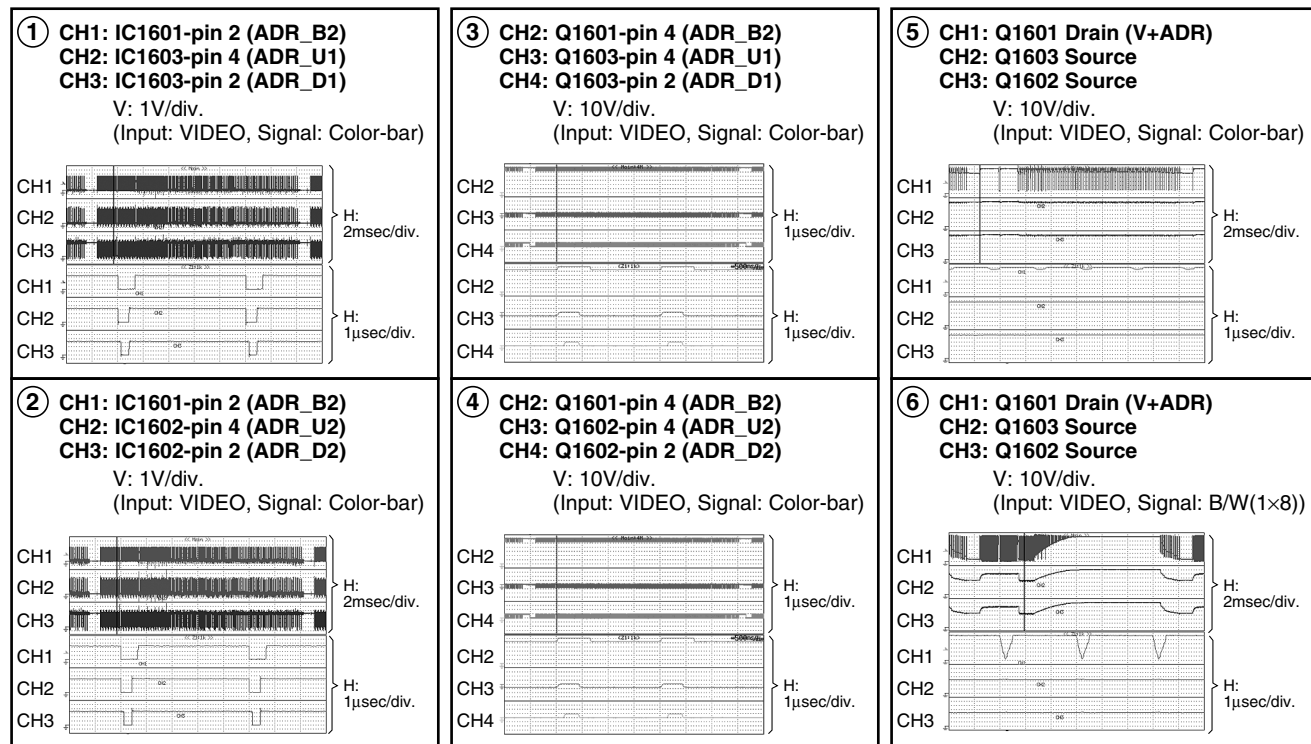 ① CH1: IC1601-pin 2 (ADR_B2)
CH2: IC1603-pin 4 (ADR_U1)
CH3: IC1603-pin 2 (ADR_D1)
V: 1V/div.
(Input: VIDEO, Signal: Color-bar)
<< Main >>
CH1
CH2
CH3
H:
2msec/div.
CH1
CH2
CH3
H:
1μsec/div.
② CH1: IC1601-pin 2 (ADR_B2)
CH2: IC1602-pin 4 (ADR_U2)
CH3: IC1602-pin 2 (ADR_D2)
V: 1V/div.
(Input: VIDEO, Signal: Color-bar)
<< Main >>
CH1
CH2
CH3
H:
2msec/div.
CH1
CH2
CH3
H:
1μsec/div.
③ CH2: Q1601-pin 4 (ADR_B2)
CH3: Q1603-pin 4 (ADR_U1)
CH4: Q1603-pin 2 (ADR_D1)
V: 10V/div.
(Input: VIDEO, Signal: Color-bar)
CH2
CH3
CH4
H:
1μsec/div.
CH2
CH3
CH4
H:
1μsec/div.
④ CH2: Q1601-pin 4 (ADR_B2)
CH3: Q1602-pin 4 (ADR_U2)
CH4: Q1602-pin 2 (ADR_D2)
V: 10V/div.
(Input: VIDEO, Signal: Color-bar)
CH2
CH3
CH4
H:
1μsec/div.
CH2
CH3
CH4
H:
1μsec/div.
⑤ CH1: Q1601 Drain (V+ADR)
CH2: Q1603 Source
CH3: Q1602 Source
V: 10V/div.
(Input: VIDEO, Signal: Color-bar)
<< Main >>
CH1
CH2
CH3
H:
2msec/div.
CH1
CH2
CH3
H:
1μsec/div.
⑥ CH1: Q1601 Drain (V+ADR)
CH2: Q1603 Source
CH3: Q1602 Source
V: 10V/div.
(Input: VIDEO, Signal: B/W(1×8))
<< Main >>
CH1
CH2
CH3
H:
2msec/div.
CH1
CH2
CH3
H:
1μsec/div.